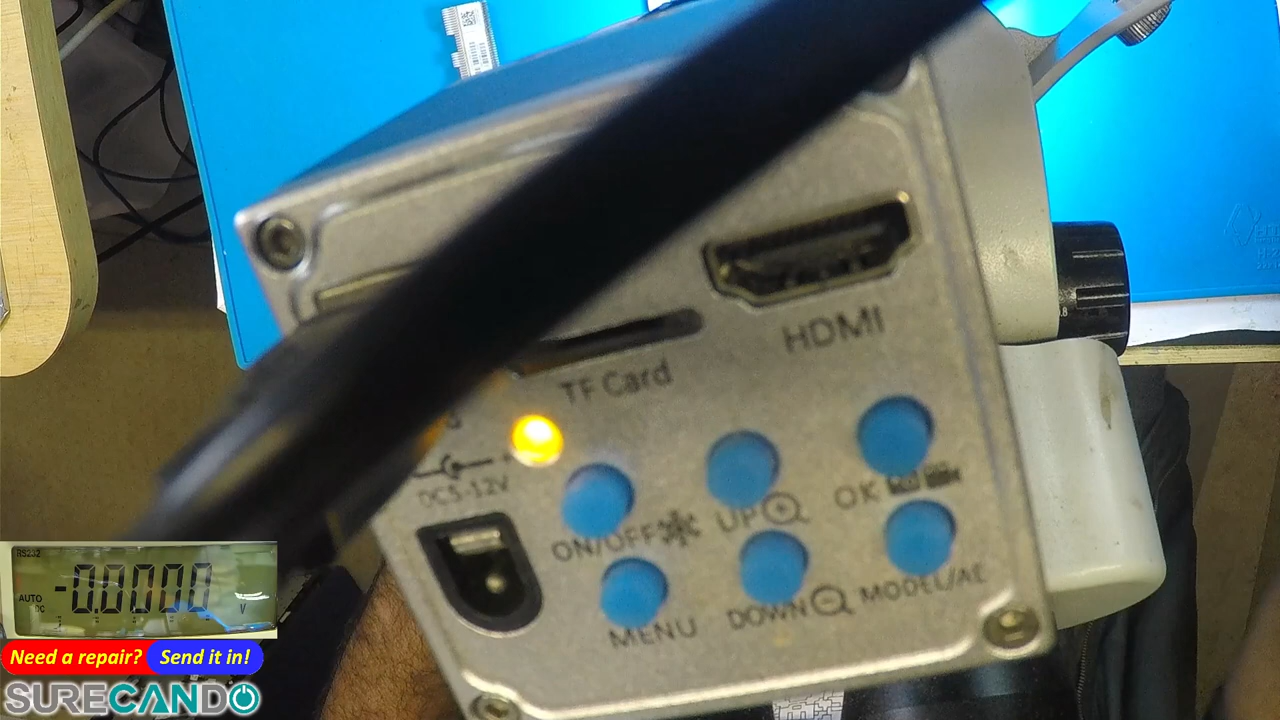 HDMI
TF Card
DC5-12V
ON/OFF
UP
OK
MENU
DOWN
MODEL/AE
RS232
AUTO
DC
-0.0000
V
Need a repair?
Send it in!
SURECANDO